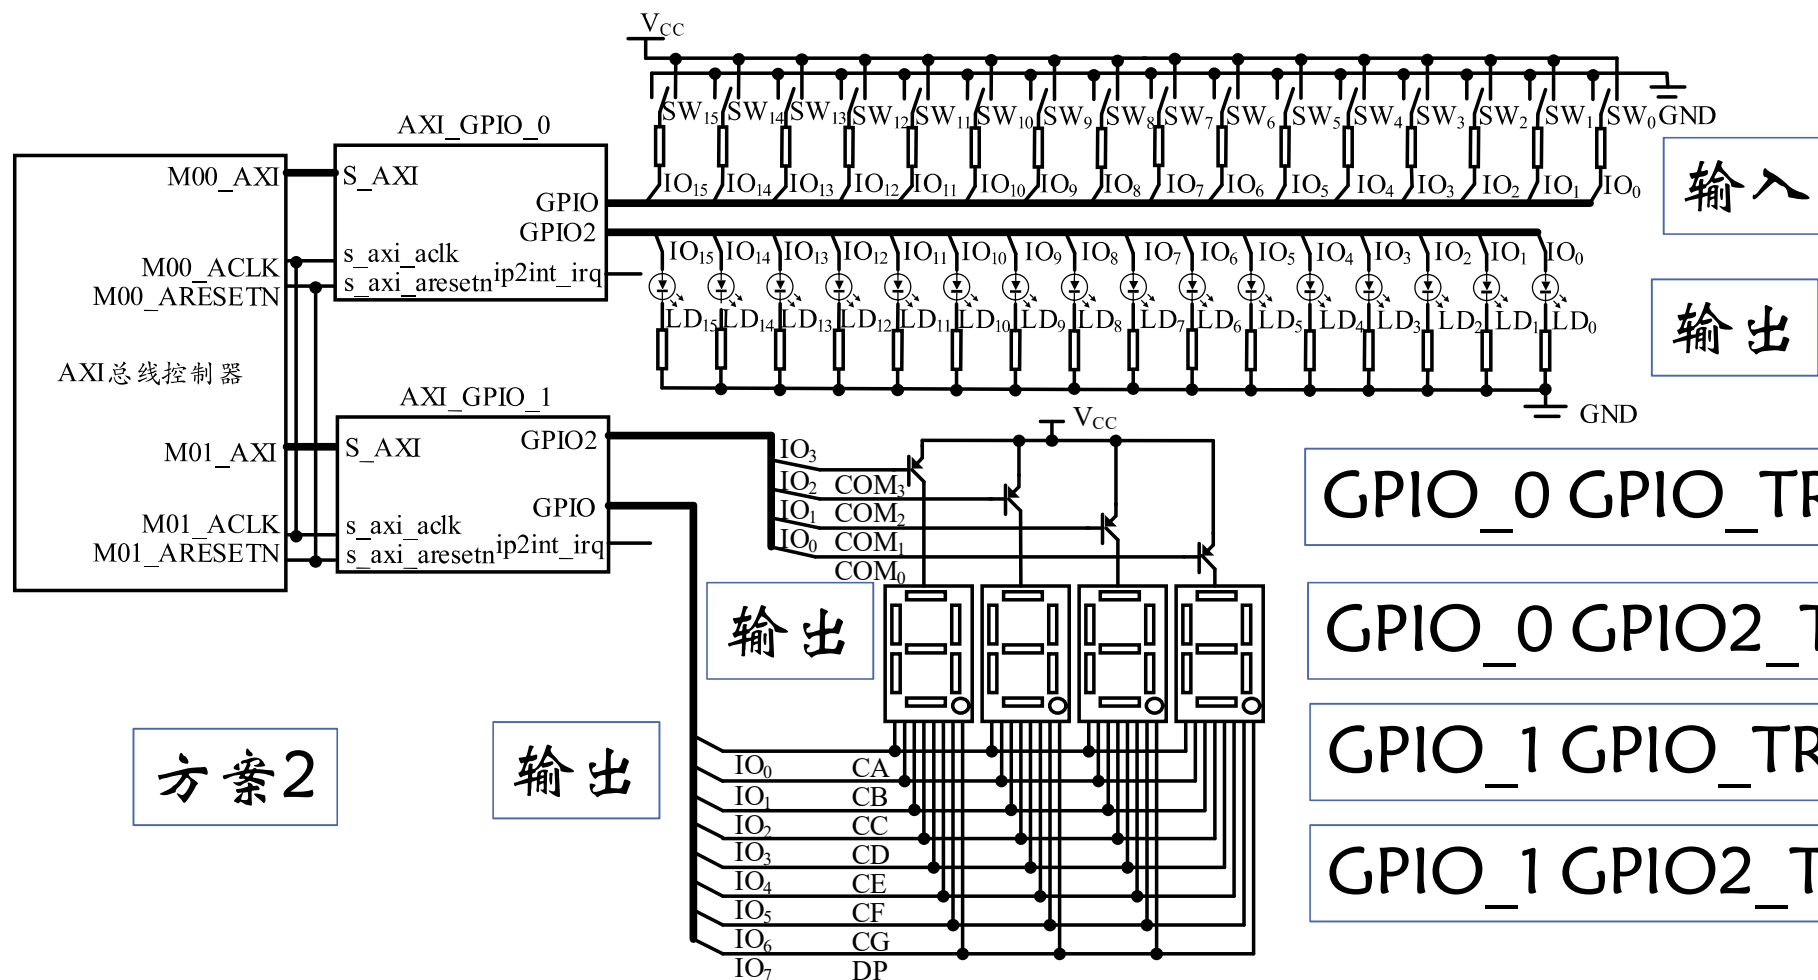 V_CC
SW₁₅ SW₁₄ SW₁₃ SW₁₂ SW₁₁ SW₁₀ SW₉ SW₈ SW₇ SW₆ SW₅ SW₄ SW₃ SW₂ SW₁ SW₀ GND
AXI_GPIO_0
M00_AXI S_AXI
IO₁₅ IO₁₄ IO₁₃ IO₁₂ IO₁₁ IO₁₀ IO₉ IO₈ IO₇ IO₆ IO₅ IO₄ IO₃ IO₂ IO₁ IO₀
输入
GPIO
GPIO2
IO₁₅ IO₁₄ IO₁₃ IO₁₂ IO₁₁ IO₁₀ IO₉ IO₈ IO₇ IO₆ IO₅ IO₄ IO₃ IO₂ IO₁ IO₀
M00_ACLK s_axi_aclk
M00_ARESETN s_axi_aresetn ip2int_irq
LD₁₅ LD₁₄ LD₁₃ LD₁₂ LD₁₁ LD₁₀ LD₉ LD₈ LD₇ LD₆ LD₅ LD₄ LD₃ LD₂ LD₁ LD₀
输出
AXI总线控制器
GND
AXI_GPIO_1
V_CC
M01_AXI S_AXI GPIO2
GPIO
M01_ACLK s_axi_aclk
M01_ARESETN s_axi_aresetn ip2int_irq
IO₃
IO₂ COM₃
IO₁ COM₂
IO₀ COM₁
COM₀
GPIO_0 GPIO_TR
GPIO_0 GPIO2_T
GPIO_1 GPIO_TR
GPIO_1 GPIO2_T
输出
方案2
输出
IO₀ CA
IO₁ CB
IO₂ CC
IO₃ CD
IO₄ CE
IO₅ CF
IO₆ CG
IO₇ DP